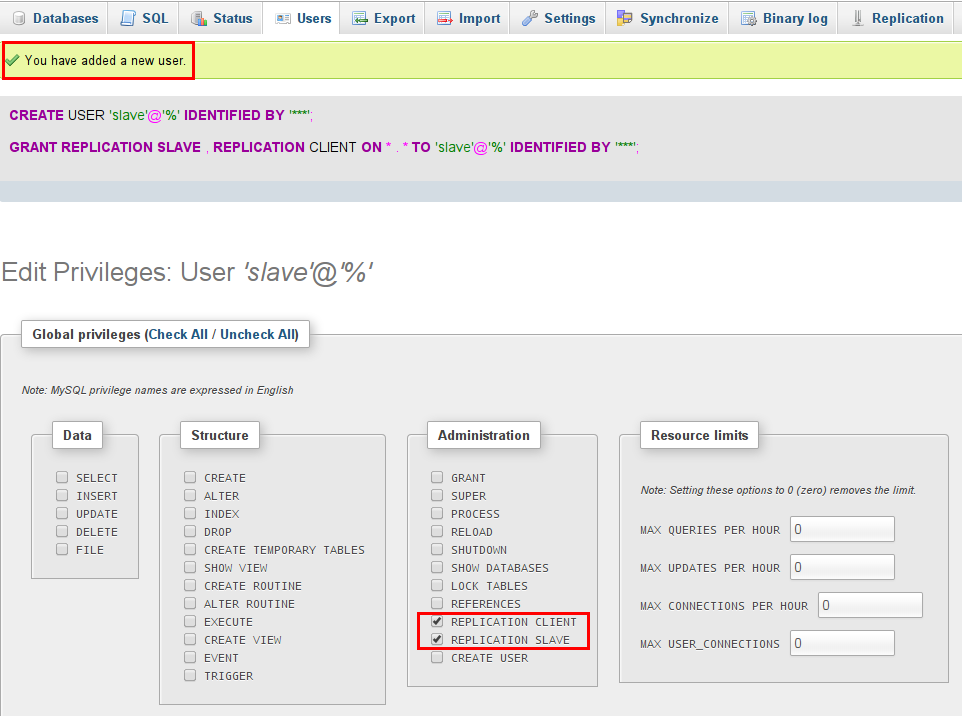 Databases SQL Status Users Export Import Settings Synchronize Binary log Replication
You have added a new user.
CREATE USER 'slave'@'%' IDENTIFIED BY '***';
GRANT REPLICATION SLAVE , REPLICATION CLIENT ON * . * TO 'slave'@'%' IDENTIFIED BY '***';
Edit Privileges: User 'slave'@'%'
Global privileges (Check All / Uncheck All)
Note: MySQL privilege names are expressed in English
Data
SELECT
INSERT
UPDATE
DELETE
FILE
Structure
CREATE
ALTER
INDEX
DROP
CREATE TEMPORARY TABLES
SHOW VIEW
CREATE ROUTINE
ALTER ROUTINE
EXECUTE
CREATE VIEW
EVENT
TRIGGER
Administration
GRANT
SUPER
PROCESS
RELOAD
SHUTDOWN
SHOW DATABASES
LOCK TABLES
REFERENCES
REPLICATION CLIENT
REPLICATION SLAVE
CREATE USER
Resource limits
Note: Setting these options to 0 (zero) removes the limit.
MAX QUERIES PER HOUR 0
MAX UPDATES PER HOUR 0
MAX CONNECTIONS PER HOUR 0
MAX USER_CONNECTIONS 0